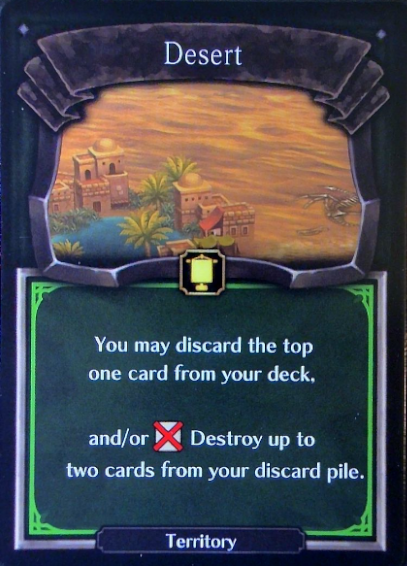 Desert
You may discard the top
one card from your deck,
and/or Destroy up to
two cards from your discard pile.
Territory